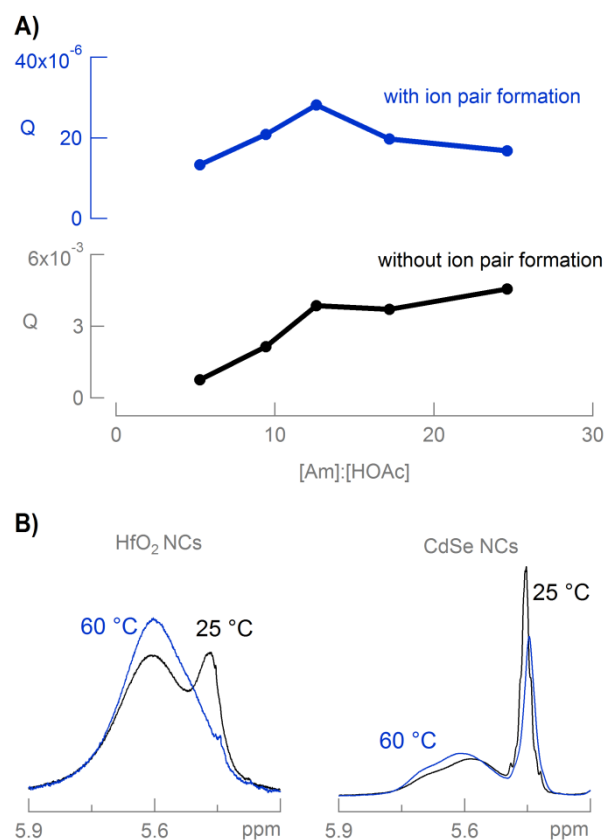 A)
40x10⁻⁶
Q
20
0
with ion pair formation
6x10⁻³
Q
3
0
without ion pair formation
0 10 20 30
[Am]:[HOAc]
B)
HfO₂ NCs
CdSe NCs
60 °C
25 °C
25 °C
60 °C
5.9 5.6 ppm
5.9 5.6 ppm